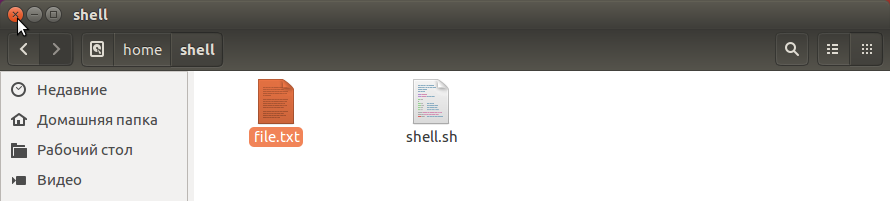 shell
home shell
Недавние
Домашняя папка
Рабочий стол
Видео
file.txt shell.sh